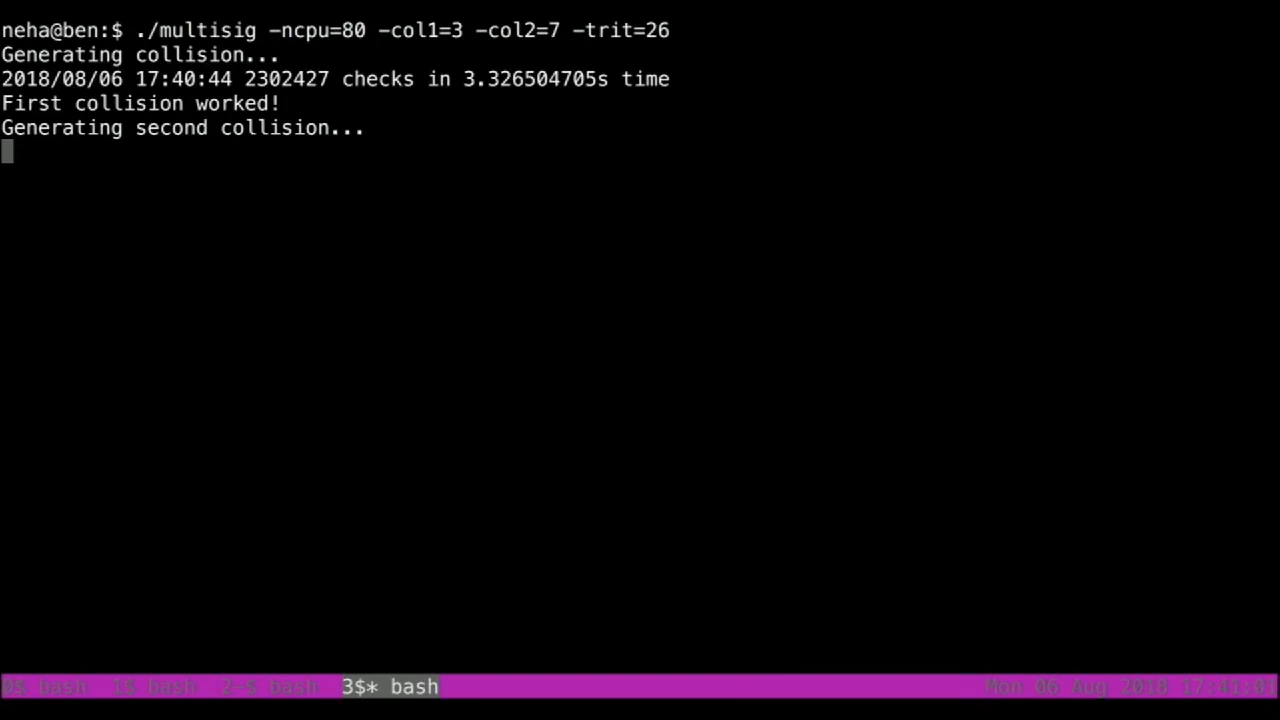 neha@ben:$ ./multisig -ncpu=80 -col1=3 -col2=7 -trit=26
Generating collision...
2018/08/06 17:40:44 2302427 checks in 3.326504705s time
First collision worked!
Generating second collision...
0$ bash 1$ bash 2-$ bash 3$* bash Mon 06 Aug 2018 17:41:01